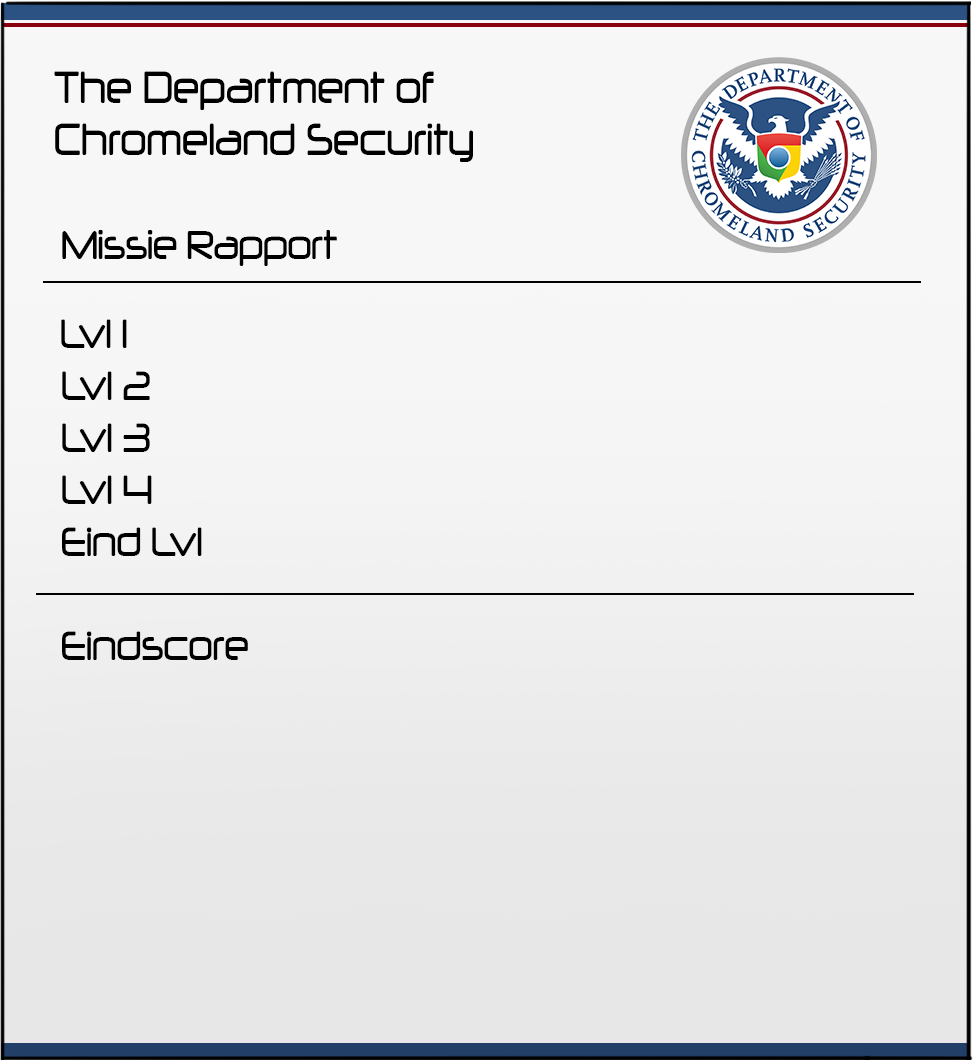 The Department of
Chromeland Security
THE DEPARTMENT OF
CHROMELAND SECURITY
Missie Rapport
Lvl 1
Lvl 2
Lvl 3
Lvl 4
Eind Lvl
Eindscore